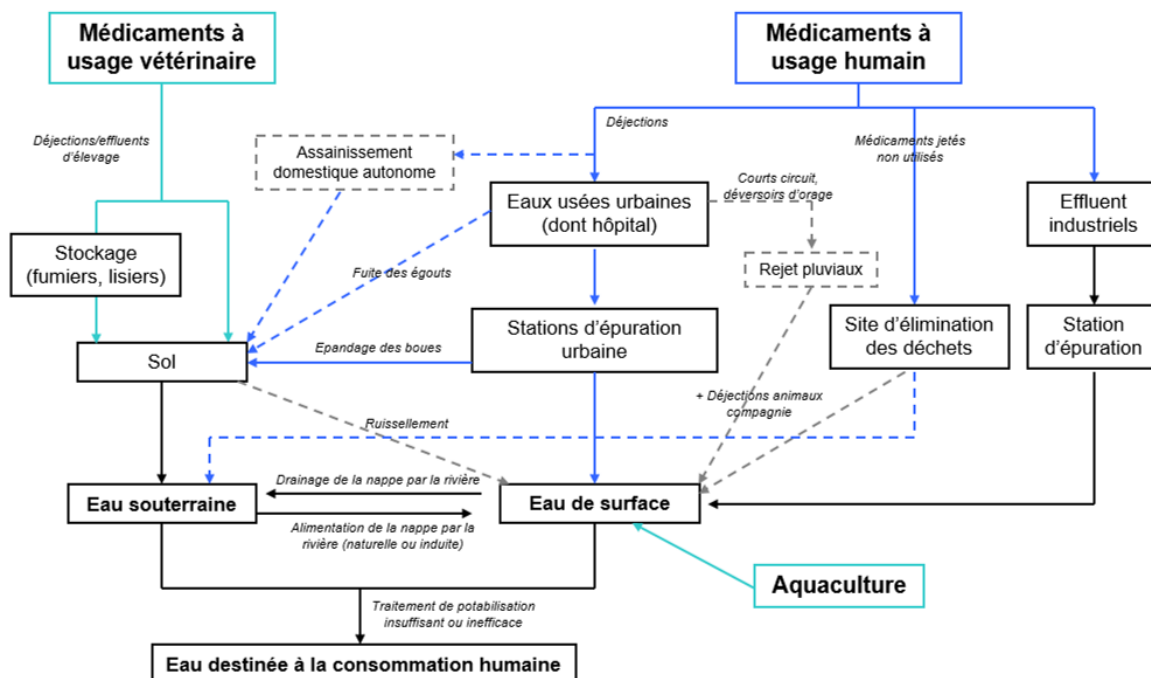 Médicaments à
usage vétérinaire
Médicaments à
usage humain
Déjections/effluents
d'élevage
Déjections
Médicaments jetés
non utilisés
Assainissement
domestique autonome
Courts circuit,
déversoirs d'orage
Eaux usées urbaines
(dont hôpital)
Effluent
industriels
Stockage
(fumiers, lisiers)
Fuite des égouts
Rejet pluviaux
Stations d'épuration
urbaine
Site d'élimination
des déchets
Station
d'épuration
Sol
Epandage des boues
+ Déjections animaux
compagnie
Ruissellement
Drainage de la nappe par la rivière
Eau souterraine
Eau de surface
Alimentation de la nappe par la
rivière (naturelle ou induite)
Aquaculture
Traitement de potabilisation
insuffisant ou inefficace
Eau destinée à la consommation humaine